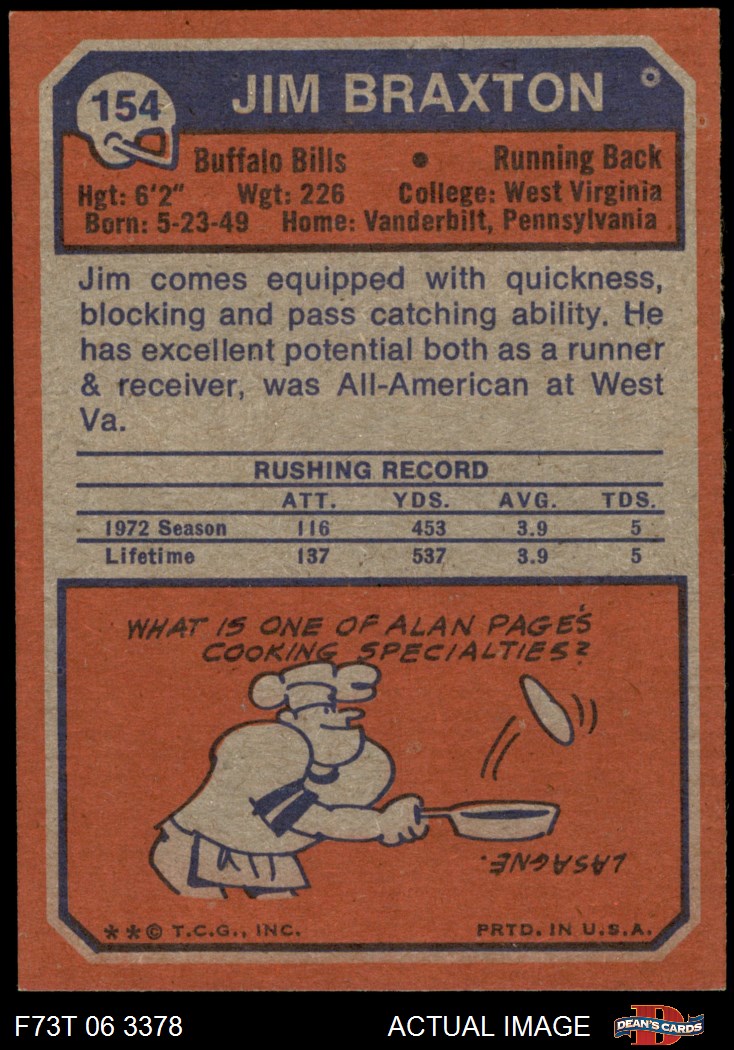 154
JIM BRAXTON
Buffalo Bills • Running Back
Hgt: 6'2" Wgt: 226 College: West Virginia
Born: 5-23-49 Home: Vanderbilt, Pennsylvania
Jim comes equipped with quickness,
blocking and pass catching ability. He
has excellent potential both as a runner
& receiver, was All-American at West
Va.
RUSHING RECORD
ATT. YDS. AVG. TDS.
1972 Season 116 453 3.9 5
Lifetime 137 537 3.9 5
WHAT IS ONE OF ALAN PAGE'S
COOKING SPECIALTIES?
LASAGNE.
**© T.C.G., INC. PRTD. IN U.S.A.
F73T 06 3378 ACTUAL IMAGE
D
DEAN'S CARDS